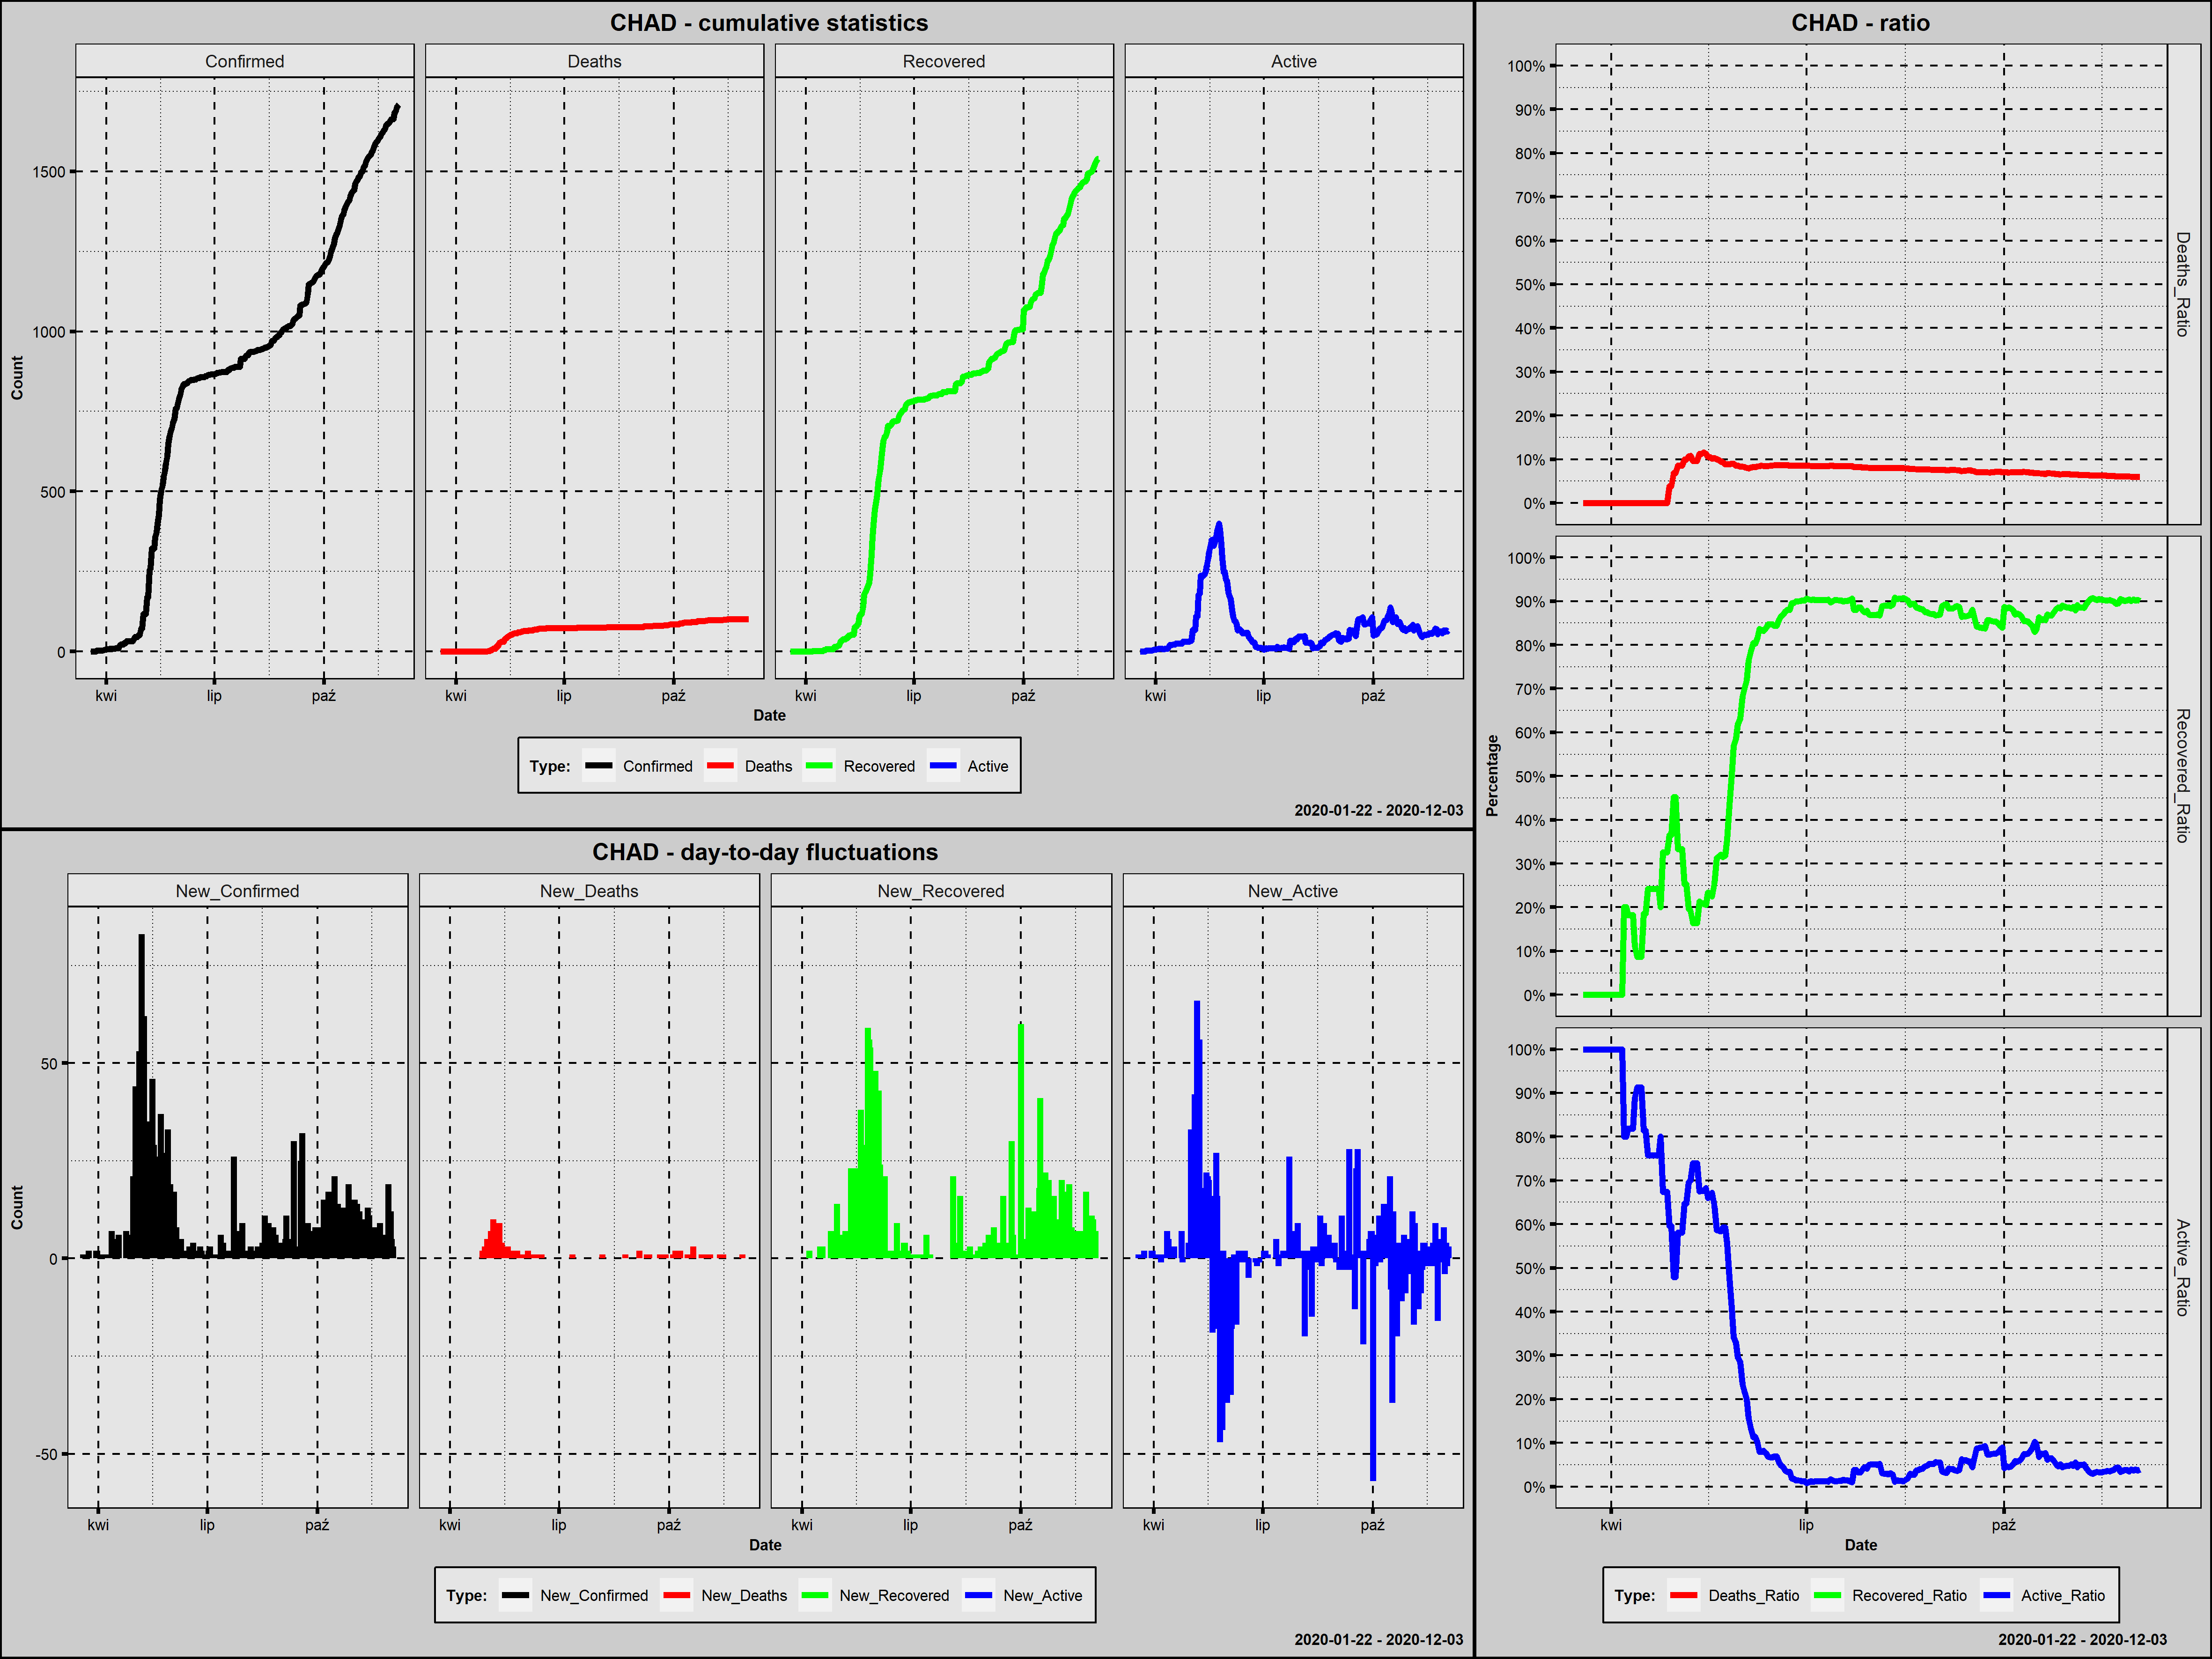 CHAD - cumulative statistics
Confirmed Deaths Recovered Active
Count
1500
1000
500
0
kwi lip paź kwi lip paź kwi lip paź kwi lip paź
Date
Type: Confirmed Deaths Recovered Active
2020-01-22 - 2020-12-03
CHAD - day-to-day fluctuations
New_Confirmed New_Deaths New_Recovered New_Active
Count
50
0
-50
kwi lip paź kwi lip paź kwi lip paź kwi lip paź
Date
Type: New_Confirmed New_Deaths New_Recovered New_Active
2020-01-22 - 2020-12-03
CHAD - ratio
Percentage
100%
90%
80%
70%
60%
50%
40%
30%
20%
10%
0%
Deaths_Ratio
100%
90%
80%
70%
60%
50%
40%
30%
20%
10%
0%
Recovered_Ratio
100%
90%
80%
70%
60%
50%
40%
30%
20%
10%
0%
Active_Ratio
kwi lip paź
Date
Type: Deaths_Ratio Recovered_Ratio Active_Ratio
2020-01-22 - 2020-12-03